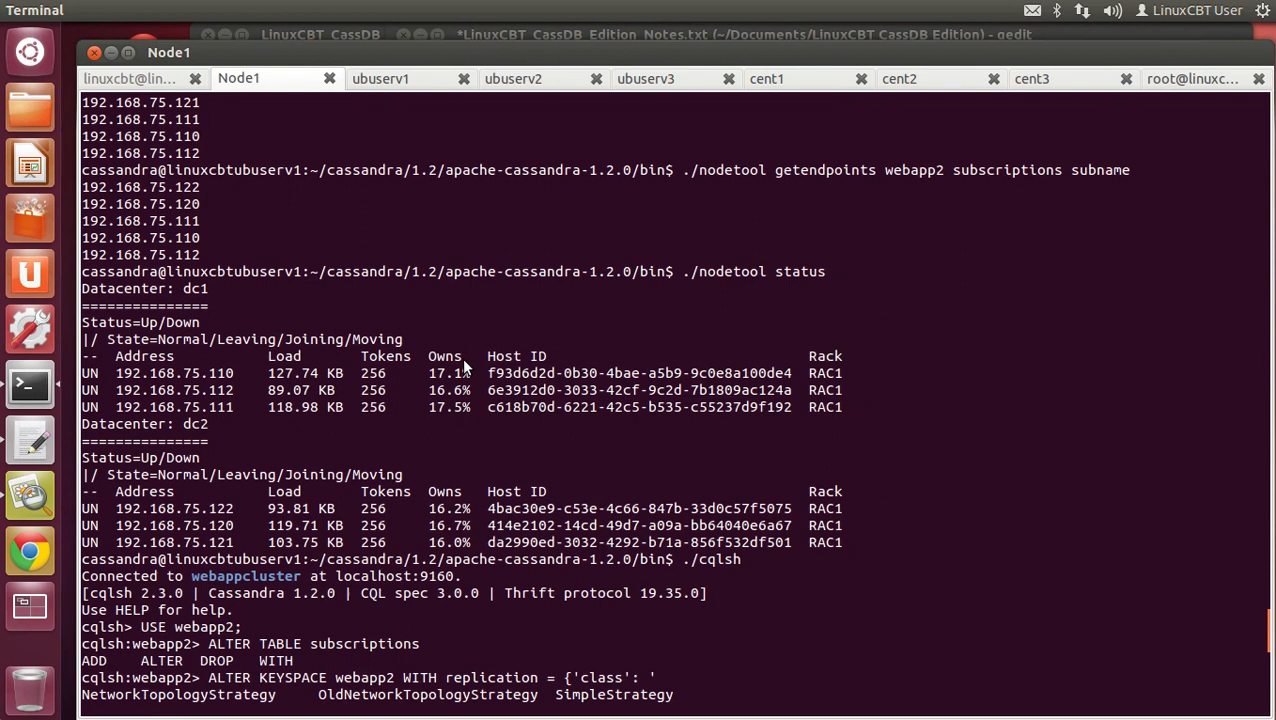 Terminal
LinuxCBT User
LinuxCBT_CassDB
*LinuxCBT_CassDB_Edition_Notes.txt (~/Documents/LinuxCBT CassDB Edition) - gedit
Node1
linuxcbt@lin...
Node1
ubuserv1
ubuserv2
ubuserv3
cent1
cent2
cent3
root@linuxc...
192.168.75.121
192.168.75.111
192.168.75.110
192.168.75.112
cassandra@linuxcbtubuserv1:~/cassandra/1.2/apache-cassandra-1.2.0/bin$ ./nodetool getendpoints webapp2 subscriptions subname
192.168.75.122
192.168.75.120
192.168.75.111
192.168.75.110
192.168.75.112
cassandra@linuxcbtubuserv1:~/cassandra/1.2/apache-cassandra-1.2.0/bin$ ./nodetool status
Datacenter: dc1
===============
Status=Up/Down
|/ State=Normal/Leaving/Joining/Moving
--  Address         Load       Tokens  Owns   Host ID                               Rack
UN  192.168.75.110  127.74 KB  256     17.1%  f93d6d2d-0b30-4bae-a5b9-9c0e8a100de4  RAC1
UN  192.168.75.112  89.07 KB   256     16.6%  6e3912d0-3033-42cf-9c2d-7b1809ac124a  RAC1
UN  192.168.75.111  118.98 KB  256     17.5%  c618b70d-6221-42c5-b535-c55237d9f192  RAC1
Datacenter: dc2
===============
Status=Up/Down
|/ State=Normal/Leaving/Joining/Moving
--  Address         Load       Tokens  Owns   Host ID                               Rack
UN  192.168.75.122  93.81 KB   256     16.2%  4bac30e9-c53e-4c66-847b-33d0c57f5075  RAC1
UN  192.168.75.120  119.71 KB  256     16.7%  414e2102-14cd-49d7-a09a-bb64040e6a67  RAC1
UN  192.168.75.121  103.75 KB  256     16.0%  da2990ed-3032-4292-b71a-856f532df501  RAC1
cassandra@linuxcbtubuserv1:~/cassandra/1.2/apache-cassandra-1.2.0/bin$ ./cqlsh
Connected to webappcluster at localhost:9160.
[cqlsh 2.3.0 | Cassandra 1.2.0 | CQL spec 3.0.0 | Thrift protocol 19.35.0]
Use HELP for help.
cqlsh> USE webapp2;
cqlsh:webapp2> ALTER TABLE subscriptions
ADD    ALTER  DROP   WITH
cqlsh:webapp2> ALTER KEYSPACE webapp2 WITH replication = {'class': '
NetworkTopologyStrategy     OldNetworkTopologyStrategy  SimpleStrategy